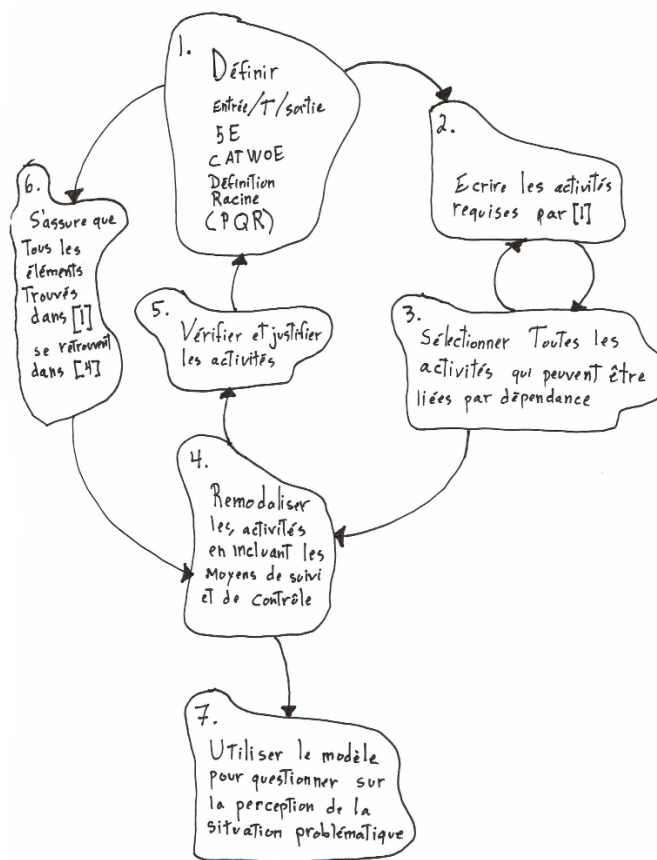 1.
Définir
Entrée/T/sortie
5E
CATWOE
Définition
Racine
(PQR)
2.
Ecrire les activités
requises par [1]
3.
Sélectionner Toutes les
activités qui peuvent être
liées par dépendance
4.
Remodaliser
les activités
en incluant les
Moyens de suivi
et de contrôle
5.
Vérifier et justifier
les activités
6.
S'assure que
Tous les
éléments
Trouvés
dans [1]
se retrouvent
dans [4]
7.
Utiliser le modèle
pour questionner sur
la perception de la
situation problématique